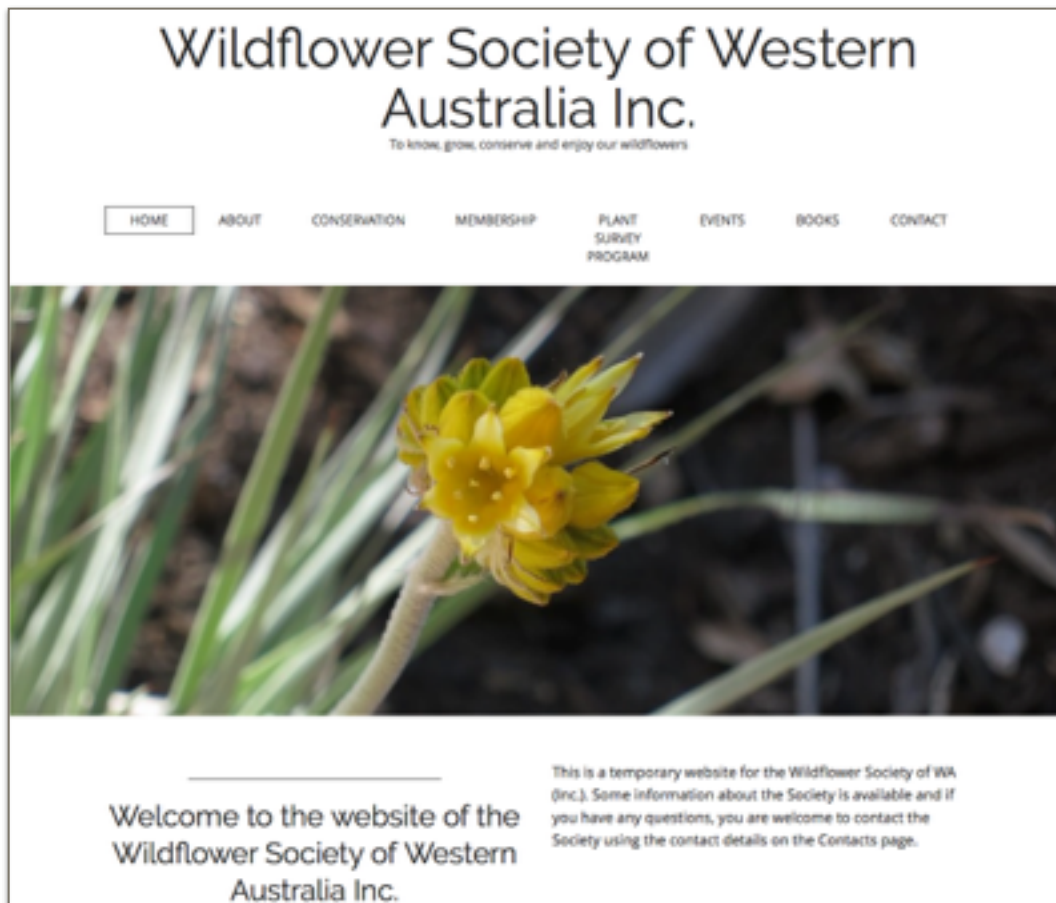 Wildflower Society of Western
Australia Inc.
To know, grow, conserve and enjoy our wildflowers
HOME
ABOUT
CONSERVATION
MEMBERSHIP
PLANT
SURVEY
PROGRAM
EVENTS
BOOKS
CONTACT
Welcome to the website of the
Wildflower Society of Western
Australia Inc.
This is a temporary website for the Wildflower Society of WA
(Inc.). Some information about the Society is available and if
you have any questions, you are welcome to contact the
Society using the contact details on the Contacts page.